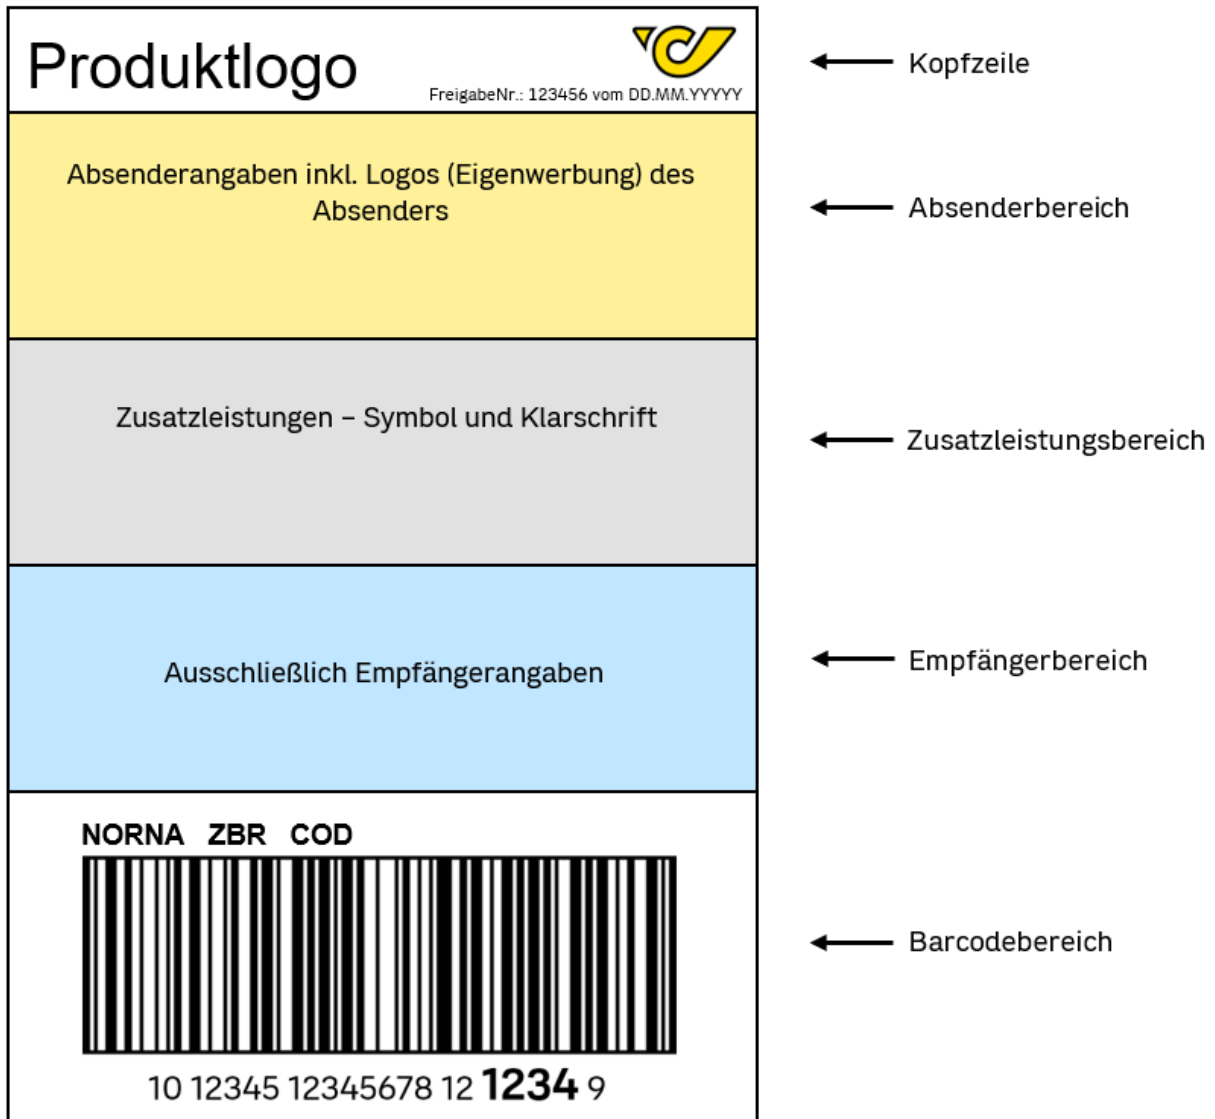 Produktlogo
FreigabeNr.: 123456 vom DD.MM.YYYYY
Kopfzeile
Absenderangaben inkl. Logos (Eigenwerbung) des
Absenders
Absenderbereich
Zusatzleistungen – Symbol und Klarschrift
Zusatzleistungsbereich
Ausschließlich Empfängerangaben
Empfängerbereich
NORNA ZBR COD
Barcodebereich
10 12345 12345678 12 1234 9